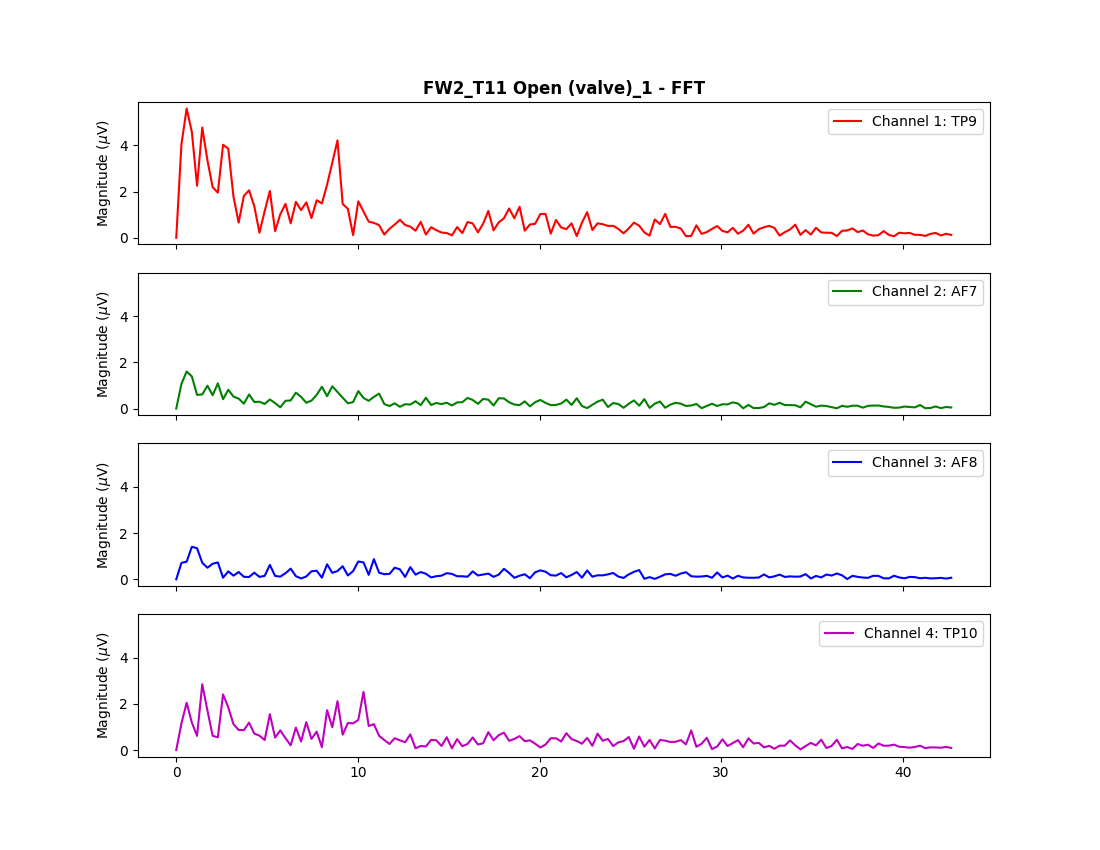 FW2_T11 Open (valve)_1 - FFT
Magnitude (μV)
4
2
0
Channel 1: TP9
Magnitude (μV)
4
2
0
Channel 2: AF7
Magnitude (μV)
4
2
0
Channel 3: AF8
Magnitude (μV)
4
2
0
Channel 4: TP10
0 10 20 30 40